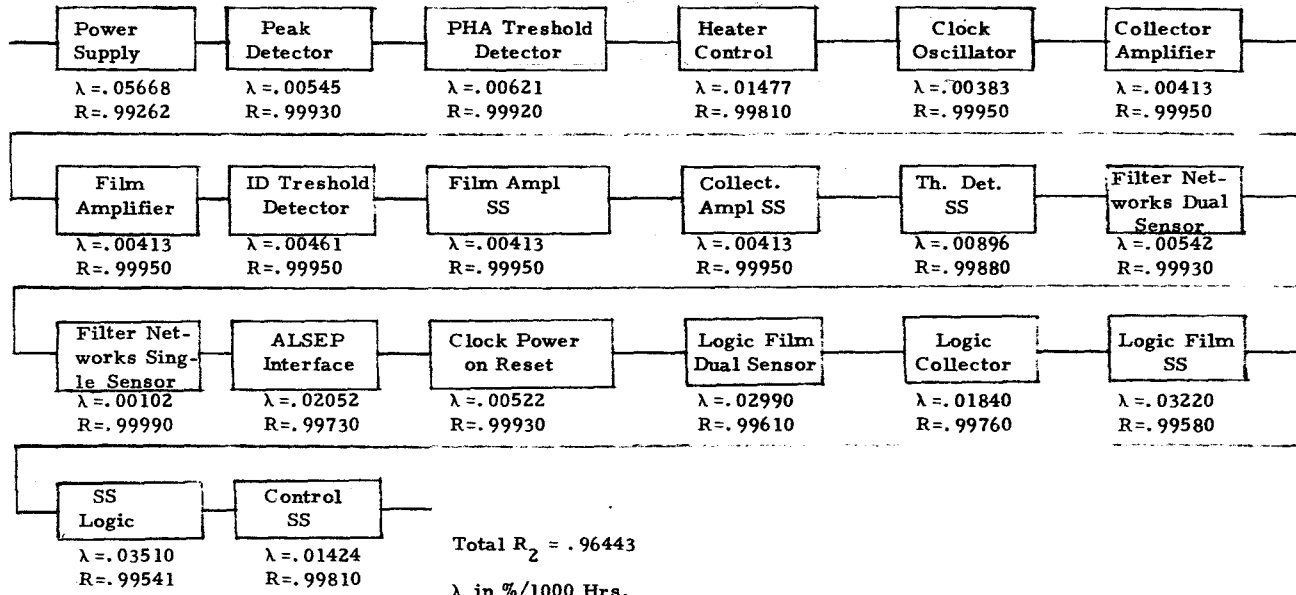 Power Supply
λ =.05668
R=.99262
Peak Detector
λ =.00545
R=.99930
PHA Treshold Detector
λ =.00621
R=.99920
Heater Control
λ =.01477
R=.99810
Clock Oscillator
λ =.00383
R=.99950
Collector Amplifier
λ =.00413
R=.99950
Film Amplifier
λ =.00413
R=.99950
ID Treshold Detector
λ =.00461
R=.99950
Film Ampl SS
λ =.00413
R=.99950
Collect. Ampl SS
λ =.00413
R=.99950
Th. Det. SS
λ =.00896
R=.99880
Filter Net-
works Dual
Sensor
λ =.00542
R=.99930
Filter Net-
works Sing-
le Sensor
λ =.00102
R=.99990
ALSEP Interface
λ =.02052
R=.99730
Clock Power on Reset
λ =.00522
R=.99930
Logic Film Dual Sensor
λ =.02990
R=.99610
Logic Collector
λ =.01840
R=.99760
Logic Film SS
λ =.03220
R=.99580
SS Logic
λ =.03510
R=.99541
Control SS
λ =.01424
R=.99810
Total R2 = .96443
λ in %/1000 Hrs.